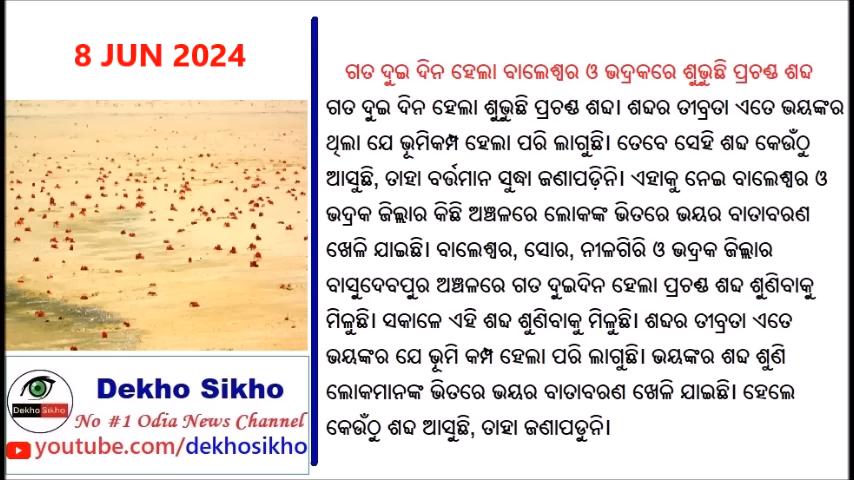 8 JUN 2024
ଗତ ଦୁଇ ଦିନ ହେଲା ବାଲେଶ୍ୱର ଓ ଭଦ୍ରକରେ ଶୁଭୁଛି ପ୍ରଚଣ୍ଡ ଶବ୍ଦ
ଗତ ଦୁଇ ଦିନ ହେଲା ଶୁଭୁଛି ପ୍ରଚଣ୍ଡ ଶବ୍ଦ। ଶବ୍ଦର ତୀବ୍ରତା ଏତେ ଭୟଙ୍କର
ଥିଲା ଯେ ଭୂମିକମ୍ପ ହେଲା ପରି ଲାଗୁଛି। ତେବେ ସେହି ଶବ୍ଦ କେଉଁଠୁ
ଆସୁଛି, ତାହା ବର୍ତ୍ତମାନ ସୁଦ୍ଧା ଜଣାପଡ଼ିନି। ଏହାକୁ ନେଇ ବାଲେଶ୍ୱର ଓ
ଭଦ୍ରକ ଜିଲ୍ଲାର କିଛି ଅଞ୍ଚଳରେ ଲୋକଙ୍କ ଭିତରେ ଭୟର ବାତାବରଣ
ଖେଳି ଯାଇଛି। ବାଲେଶ୍ୱର, ସୋର, ନୀଳଗିରି ଓ ଭଦ୍ରକ ଜିଲ୍ଲାର
ବାସୁଦେବପୁର ଅଞ୍ଚଳରେ ଗତ ଦୁଇଦିନ ହେଲା ପ୍ରଚଣ୍ଡ ଶବ୍ଦ ଶୁଣିବାକୁ
ମିଳୁଛି। ସକାଳେ ଏହି ଶବ୍ଦ ଶୁଣିବାକୁ ମିଳୁଛି। ଶବ୍ଦର ତୀବ୍ରତା ଏତେ
ଭୟଙ୍କର ଯେ ଭୂମି କମ୍ପ ହେଲା ପରି ଲାଗୁଛି। ଭୟଙ୍କର ଶବ୍ଦ ଶୁଣି
ଲୋକମାନଙ୍କ ଭିତରେ ଭୟର ବାତାବରଣ ଖେଳି ଯାଇଛି। ହେଲେ
କେଉଁଠୁ ଶବ୍ଦ ଆସୁଛି, ତାହା ଜଣାପଡୁନି।
Dekho Sikho
Dekho Sikho
No #1 Odia News Channel
youtube.com/dekhosikho